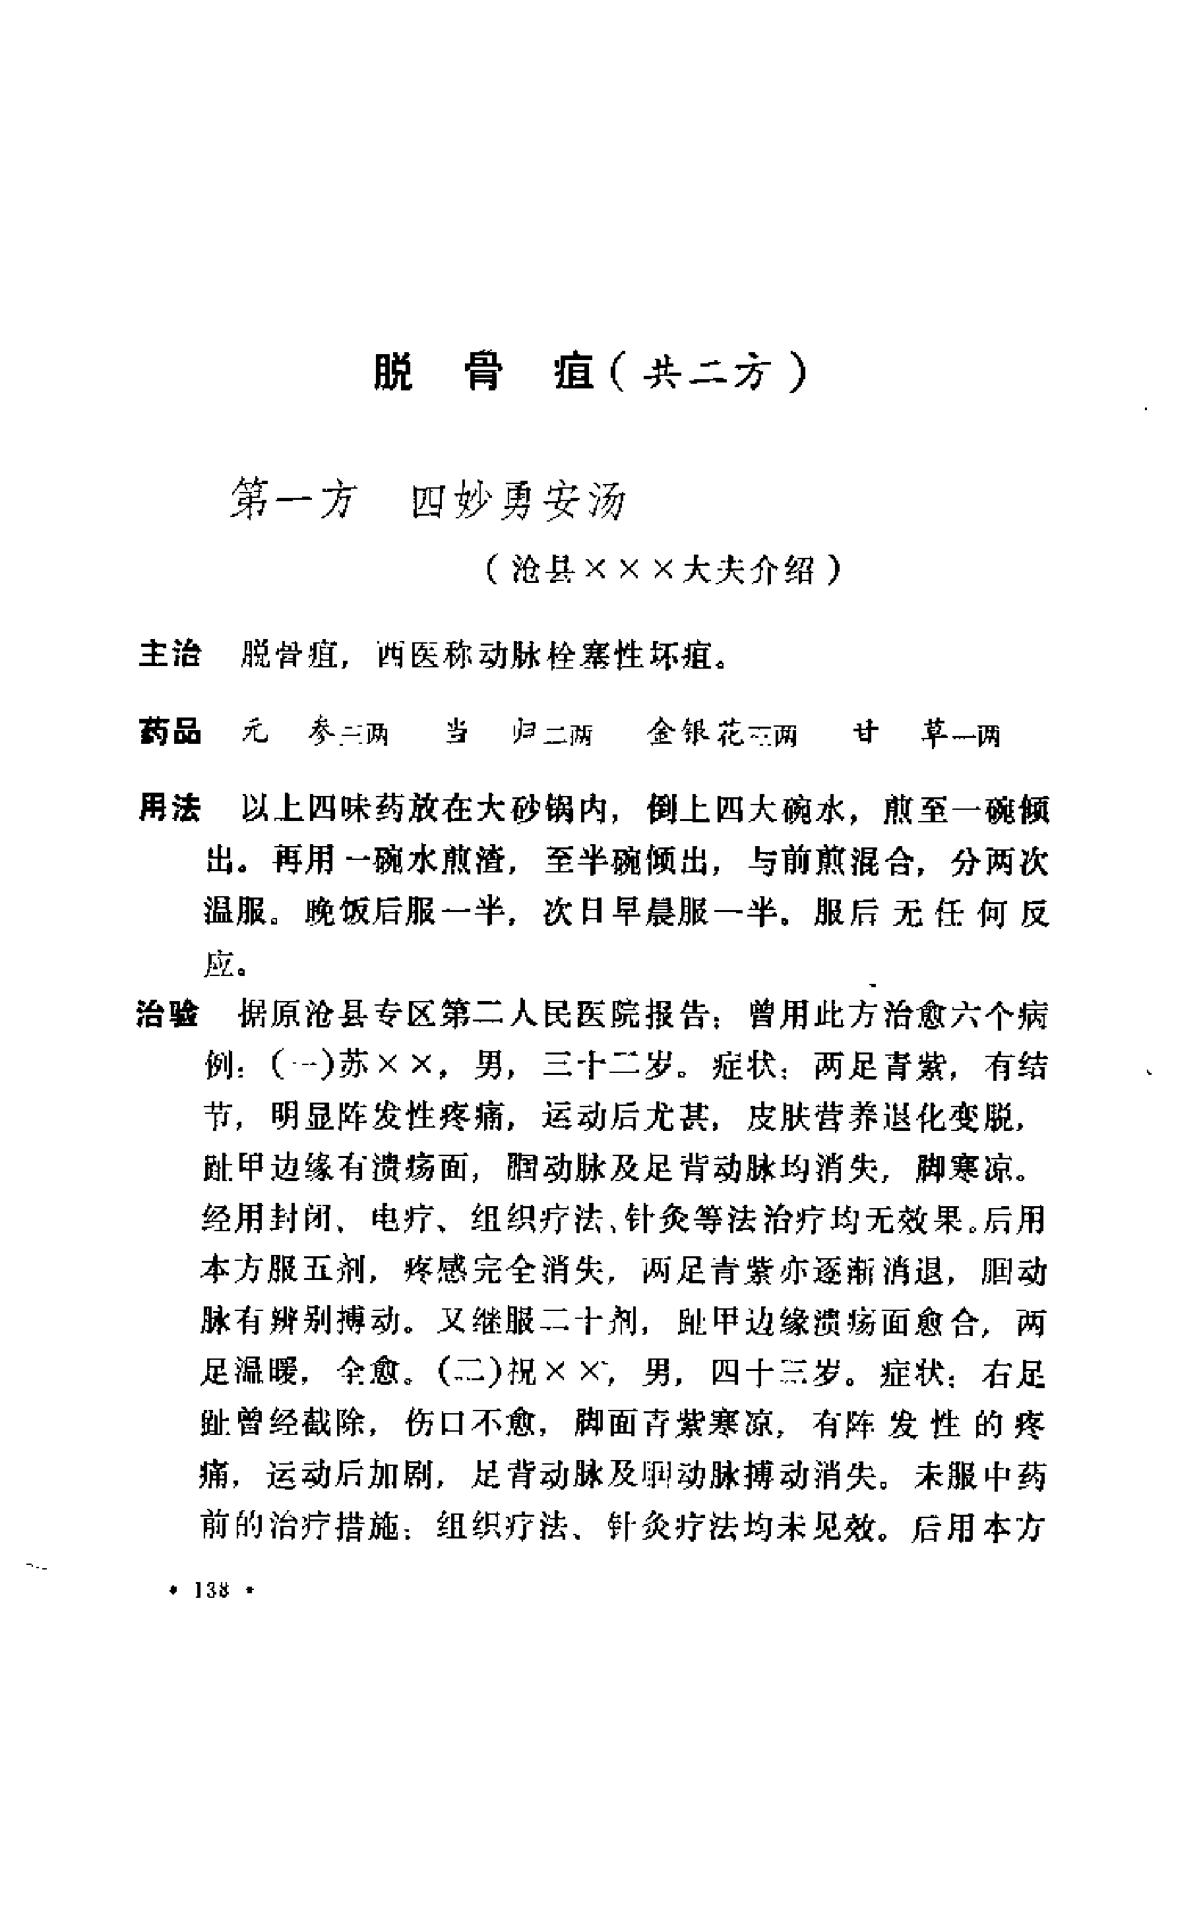 脱　骨　疽（共二方）
第一方　四妙勇安汤
（沧县×××大夫介绍）
主治　脱骨疽，西医称动脉栓塞性坏疽。
药品　元　参三两　当　归二两　金银花三两　甘　草一两
用法　以上四味药放在大砂锅内，倒上四大碗水，煎至一碗倾
出。再用一碗水煎渣，至半碗倾出，与前煎混合，分两次
温服。晚饭后服一半，次日早晨服一半。服后无任何反
应。
治验　据原沧县专区第二人民医院报告：曾用此方治愈六个病
例：(一)苏××，男，三十二岁。症状：两足青紫，有结
节，明显阵发性疼痛，运动后尤甚，皮肤营养退化变脱，
趾甲边缘有溃疡面，腘动脉及足背动脉均消失，脚寒凉。
经用封闭、电疗、组织疗法、针灸等法治疗均无效果。后用
本方服五剂，疼感完全消失，两足青紫亦逐渐消退，腘动
脉有辨别搏动。又继服二十剂，趾甲边缘溃疡面愈合，两
足温暖，全愈。(二)祝××，男，四十三岁。症状：右足
趾曾经截除，伤口不愈，脚面青紫寒凉，有阵发性的疼
痛，运动后加剧，足背动脉及腘动脉搏动消失。未服中药
前的治疗措施：组织疗法、针灸疗法均未见效。后用本方
• 138 •